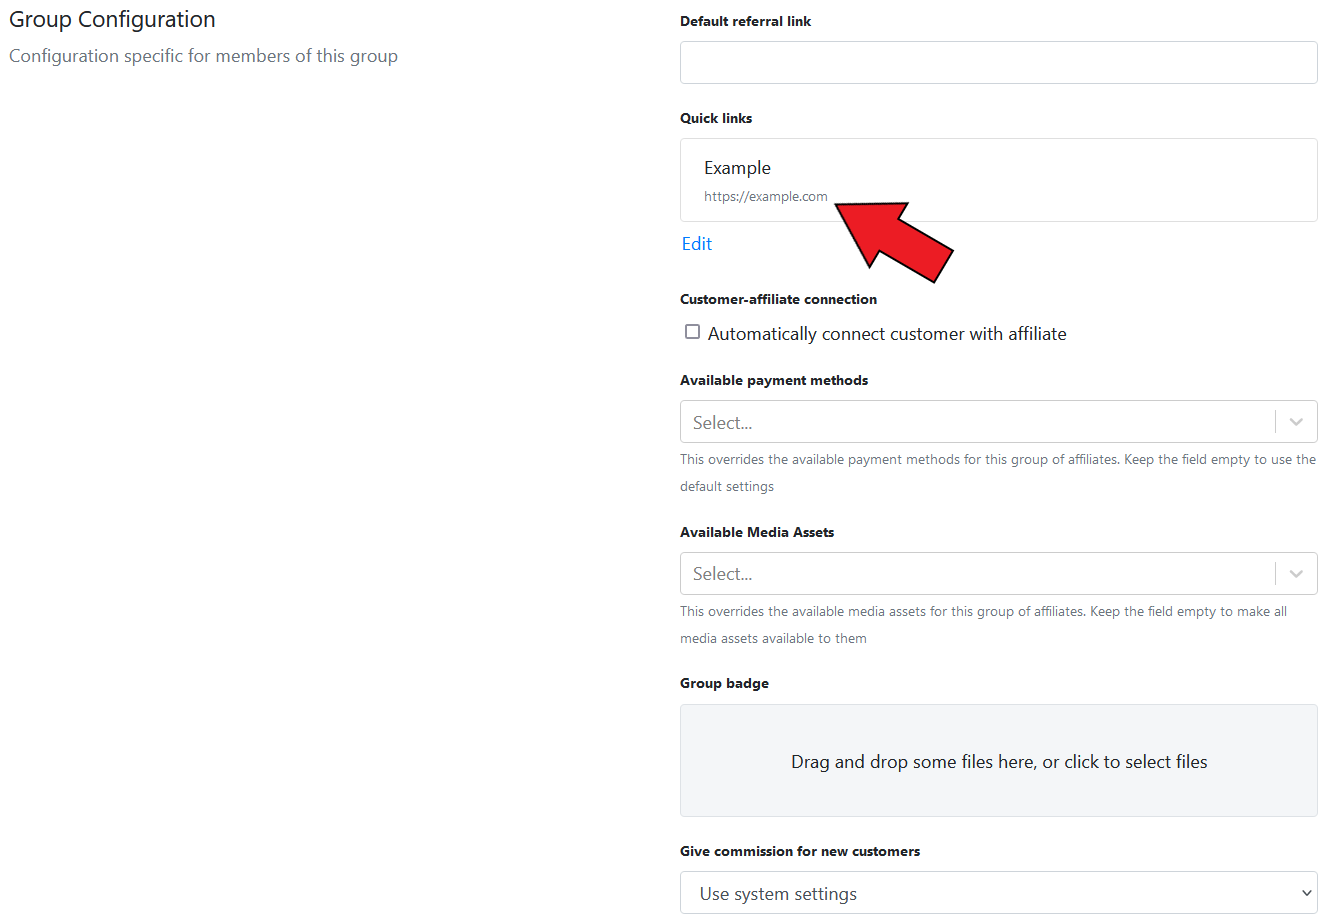 Group Configuration
Configuration specific for members of this group
Default referral link
Quick links
Example
https://example.com
Edit
Customer-affiliate connection
Automatically connect customer with affiliate
Available payment methods
Select...
This overrides the available payment methods for this group of affiliates. Keep the field empty to use the
default settings
Available Media Assets
Select...
This overrides the available media assets for this group of affiliates. Keep the field empty to make all
media assets available to them
Group badge
Drag and drop some files here, or click to select files
Give commission for new customers
Use system settings